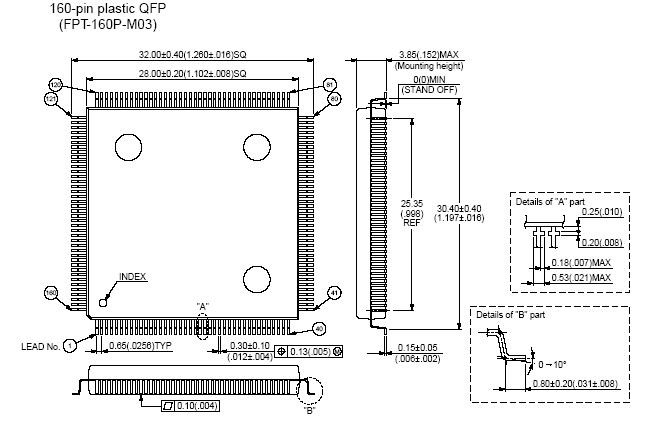 160-pin plastic QFP
(FPT-160P-M03)
32.00±0.40(1.260±.016)SQ
28.00±0.20(1.102±.008)SQ
3.85(.152)MAX
(Mounting height)
0(0)MIN
(STAND OFF)
120
81
121
80
25.35
(.998)
REF
30.40±0.40
(1.197±.016)
Details of "A" part
0.25(.010)
0.20(.008)
0.18(.007)MAX
0.53(.021)MAX
INDEX
160
41
"A"
LEAD No.
1
40
0.65(.0256)TYP
0.30±0.10
(.012±.004)
0.13(.005) M
0.15±0.05
(.006±.002)
Details of "B" part
0→10°
0.80±0.20(.031±.008)
"B"
0.10(.004)